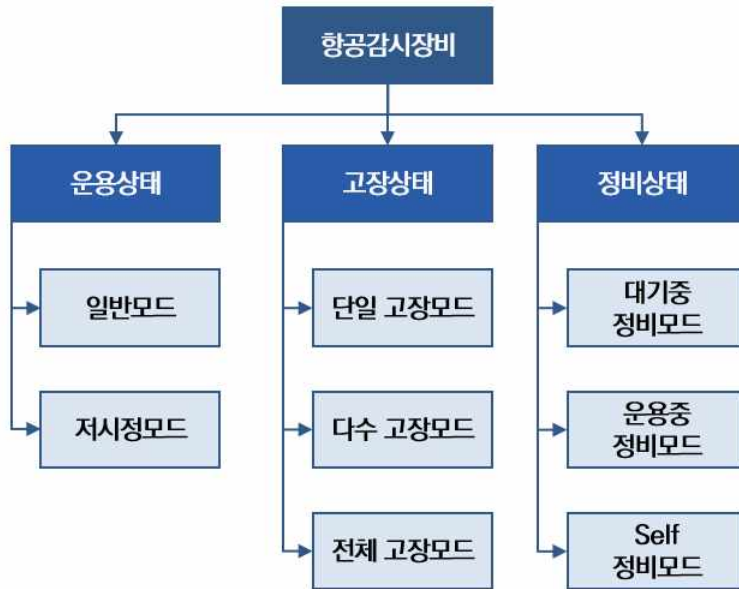 항공감시장비
운용상태
고장상태
정비상태
일반모드
단일 고장모드
대기중
정비모드
저시정모드
다수 고장모드
운용중
정비모드
전체 고장모드
Self
정비모드